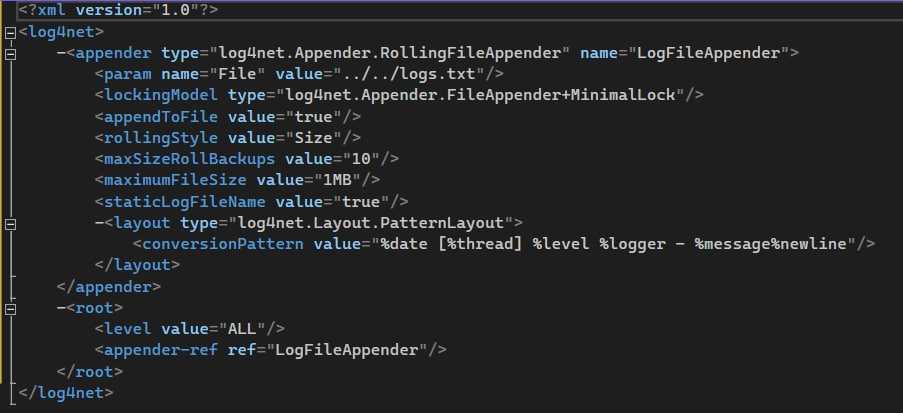 <?xml version="1.0"?>
<log4net>
-<appender type="log4net.Appender.RollingFileAppender" name="LogFileAppender">
<param name="File" value="../../logs.txt"/>
<lockingModel type="log4net.Appender.FileAppender+MinimalLock"/>
<appendToFile value="true"/>
<rollingStyle value="Size"/>
<maxSizeRollBackups value="10"/>
<maximumFileSize value="1MB"/>
<staticLogFileName value="true"/>
-<layout type="log4net.Layout.PatternLayout">
<conversionPattern value="%date [%thread] %level %logger - %message%newline"/>
</layout>
</appender>
-<root>
<level value="ALL"/>
<appender-ref ref="LogFileAppender"/>
</root>
</log4net>